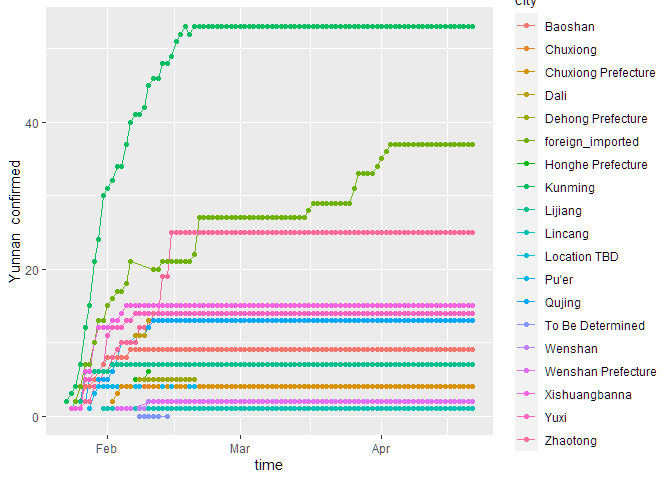 city
Baoshan
Chuxiong
Chuxiong Prefecture
Dali
Dehong Prefecture
foreign_imported
Honghe Prefecture
Kunming
Lijiang
Lincang
Location TBD
Pu'er
Qujing
To Be Determined
Wenshan
Wenshan Prefecture
Xishuangbanna
Yuxi
Zhaotong
Yunnan confirmed
40
20
0
Feb
Mar
Apr
time